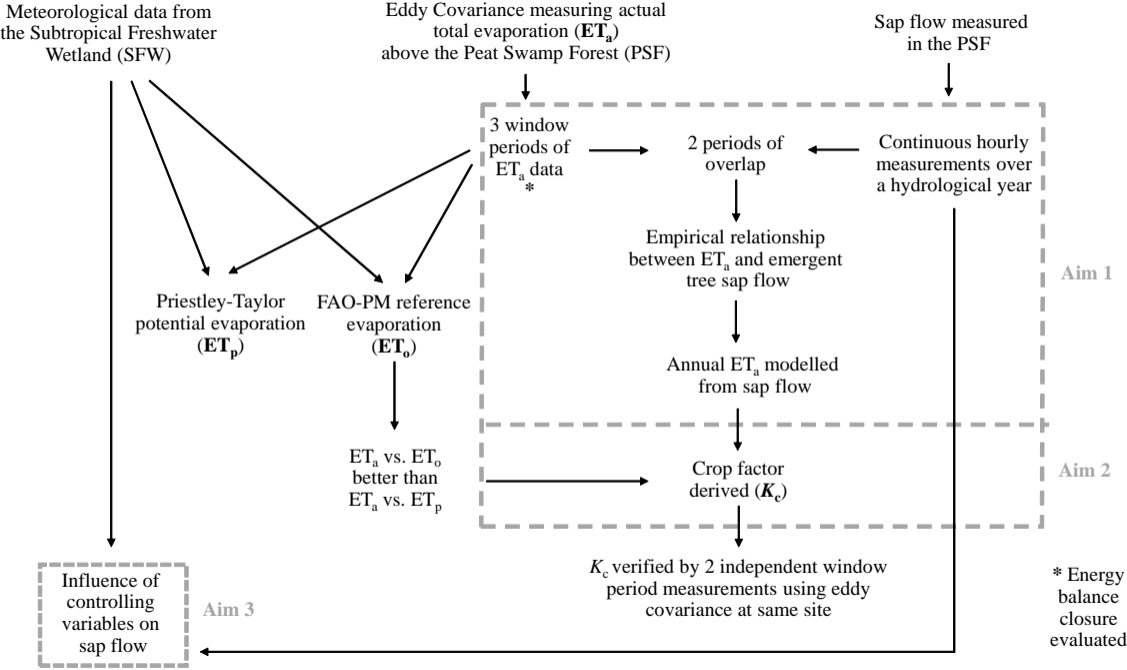 Meteorological data from
the Subtropical Freshwater
Wetland (SFW)
Eddy Covariance measuring actual
total evaporation (ETa)
above the Peat Swamp Forest (PSF)
Sap flow measured
in the PSF
3 window
periods of
ETa data
*
2 periods of
overlap
Continuous hourly
measurements over
a hydrological year
Empirical relationship
between ETa and emergent
tree sap flow
Aim 1
Priestley-Taylor
potential evaporation
(ETp)
FAO-PM reference
evaporation
(ETo)
Annual ETa modelled
from sap flow
ETa vs. ETo
better than
ETa vs. ETp
Crop factor
derived (Kc)
Aim 2
Kc verified by 2 independent window
period measurements using eddy
covariance at same site
Influence of
controlling
variables on
sap flow
Aim 3
* Energy
balance
closure
evaluated